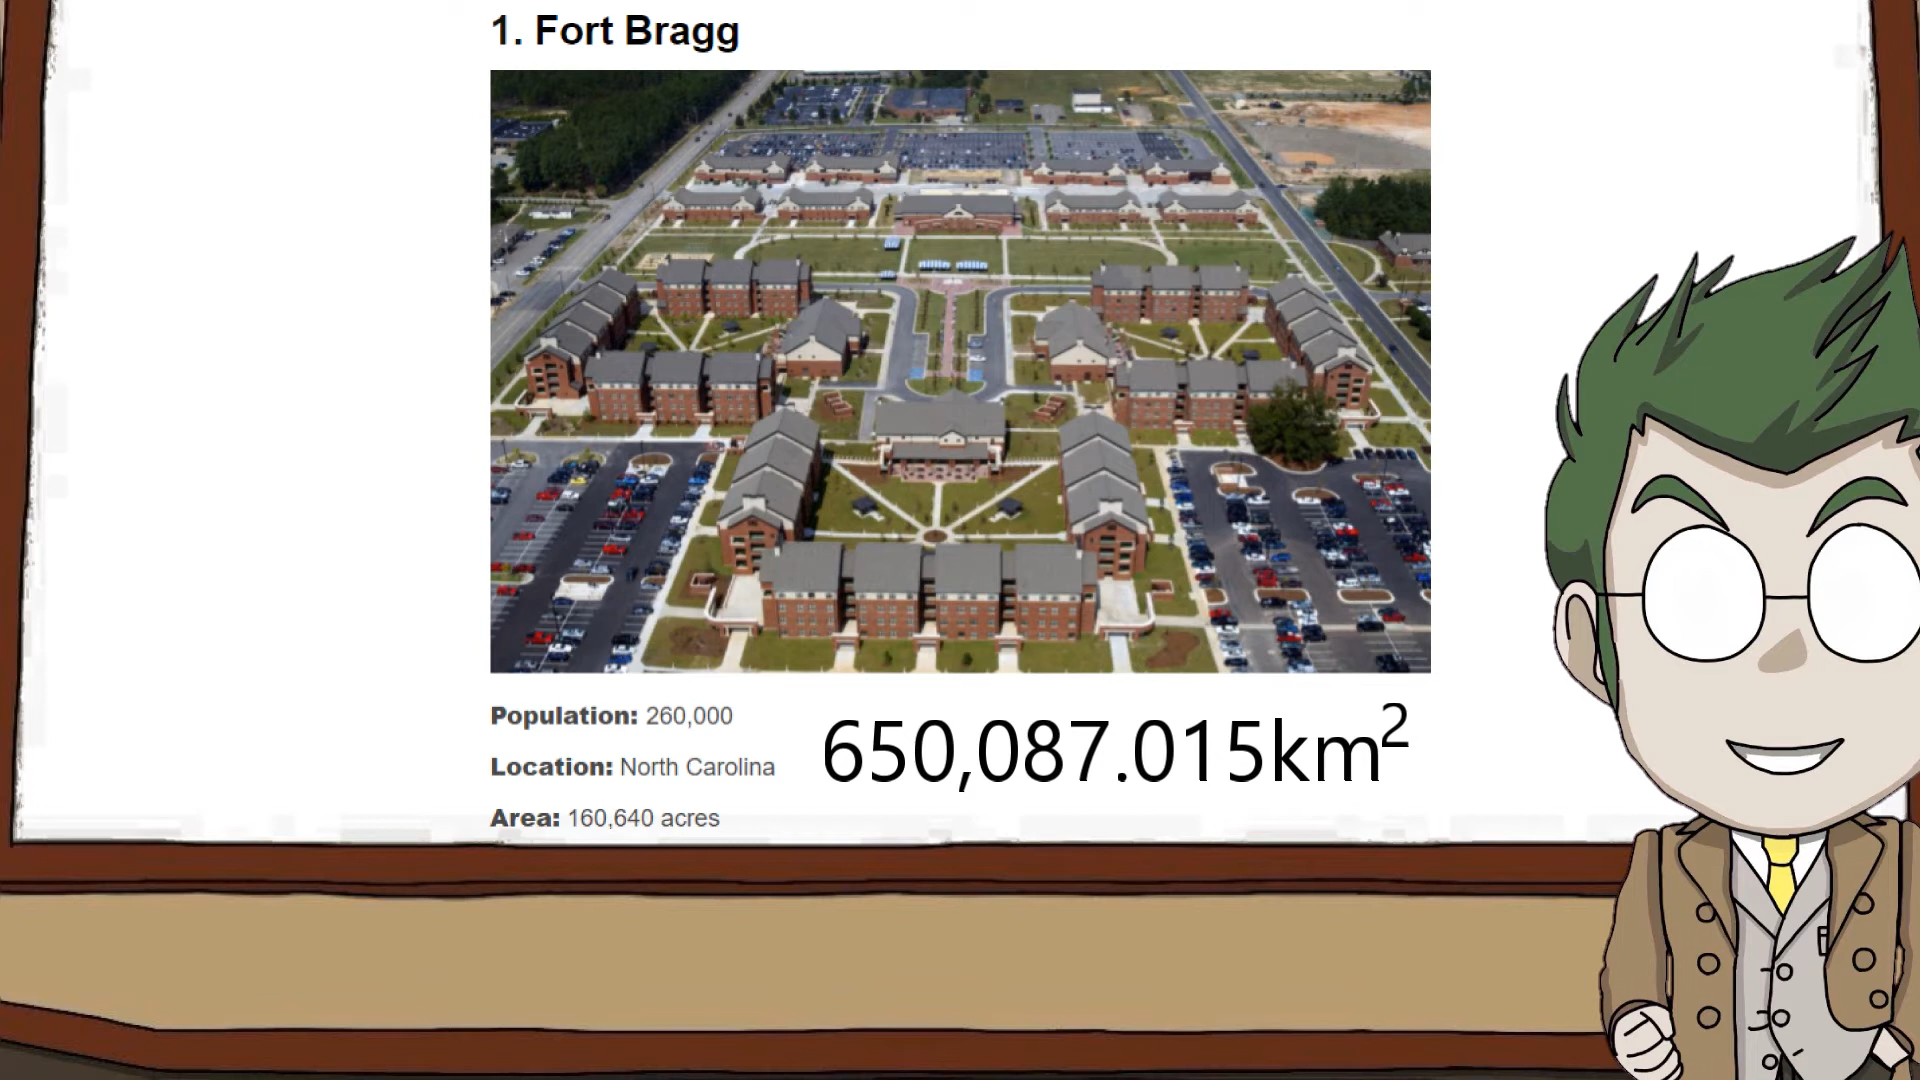 1. Fort Bragg
Population: 260,000
650,087.015km²
Location: North Carolina
Area: 160,640 acres